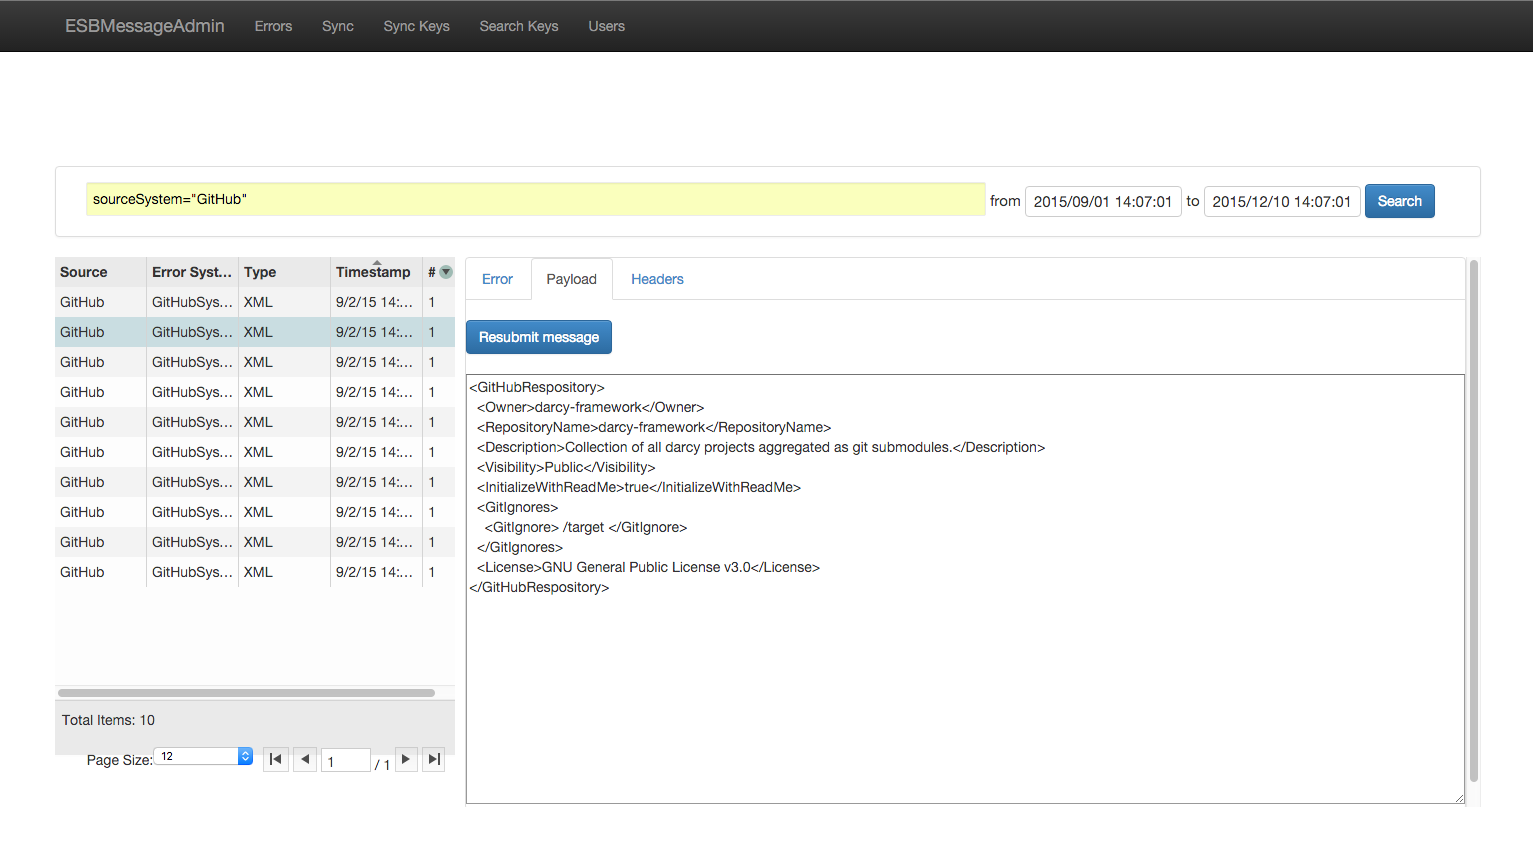 ESBMessageAdmin Errors Sync Sync Keys Search Keys Users
sourceSystem="GitHub" from 2015/09/01 14:07:01 to 2015/12/10 14:07:01 Search
Source Error Syst... Type Timestamp #
GitHub GitHubSys... XML 9/2/15 14:... 1
GitHub GitHubSys... XML 9/2/15 14:... 1
GitHub GitHubSys... XML 9/2/15 14:... 1
GitHub GitHubSys... XML 9/2/15 14:... 1
GitHub GitHubSys... XML 9/2/15 14:... 1
GitHub GitHubSys... XML 9/2/15 14:... 1
GitHub GitHubSys... XML 9/2/15 14:... 1
GitHub GitHubSys... XML 9/2/15 14:... 1
GitHub GitHubSys... XML 9/2/15 14:... 1
GitHub GitHubSys... XML 9/2/15 14:... 1
Total Items: 10
Page Size: 12 1 / 1
Error Payload Headers
Resubmit message
<GitHubRespository>
<Owner>darcy-framework</Owner>
<RepositoryName>darcy-framework</RepositoryName>
<Description>Collection of all darcy projects aggregated as git submodules.</Description>
<Visibility>Public</Visibility>
<InitializeWithReadMe>true</InitializeWithReadMe>
<GitIgnores>
<GitIgnore> /target </GitIgnore>
</GitIgnores>
<License>GNU General Public License v3.0</License>
</GitHubRespository>